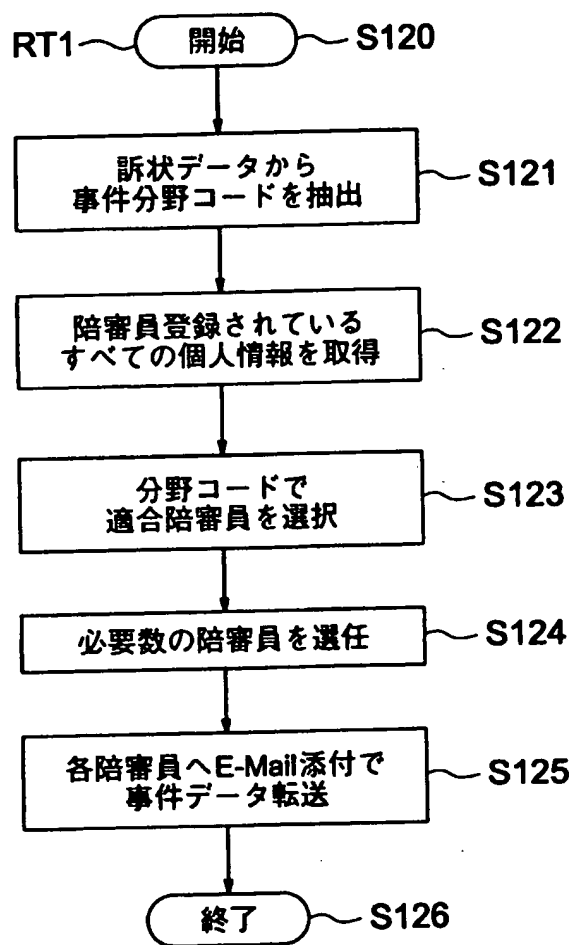 RT1 開始 S120
訴状データから
事件分野コードを抽出
S121
陪審員登録されている
すべての個人情報を取得
S122
分野コードで
適合陪審員を選択
S123
必要数の陪審員を選任
S124
各陪審員へE-Mail添付で
事件データ転送
S125
終了
S126